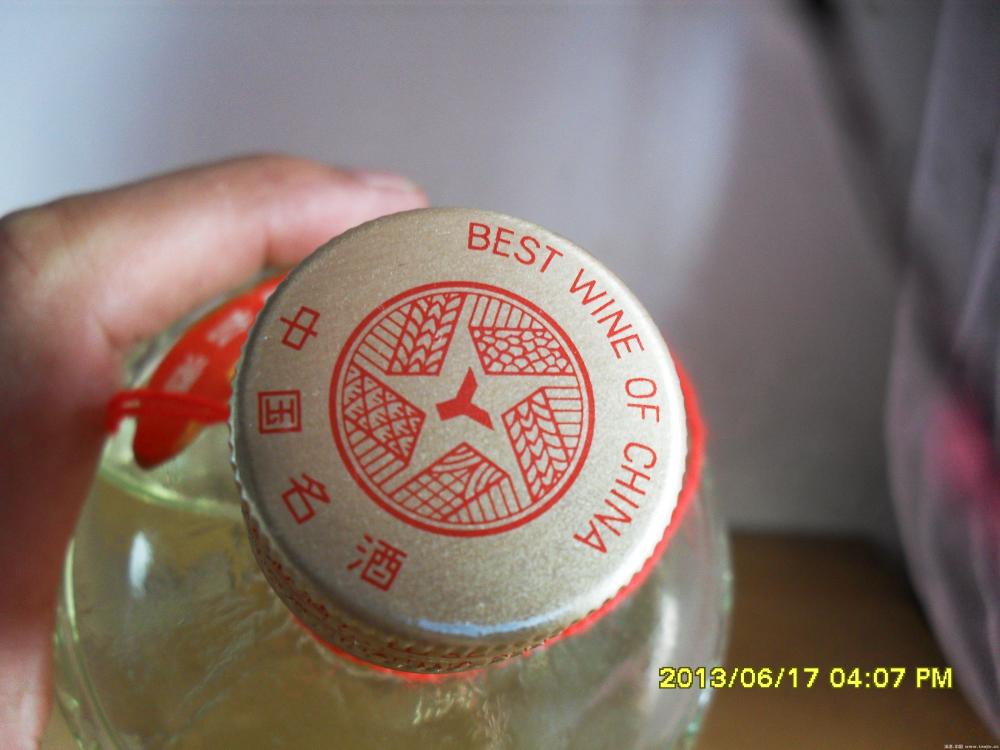 BEST WINE OF CHINA
中国名酒
2013/06/17 04:07 PM